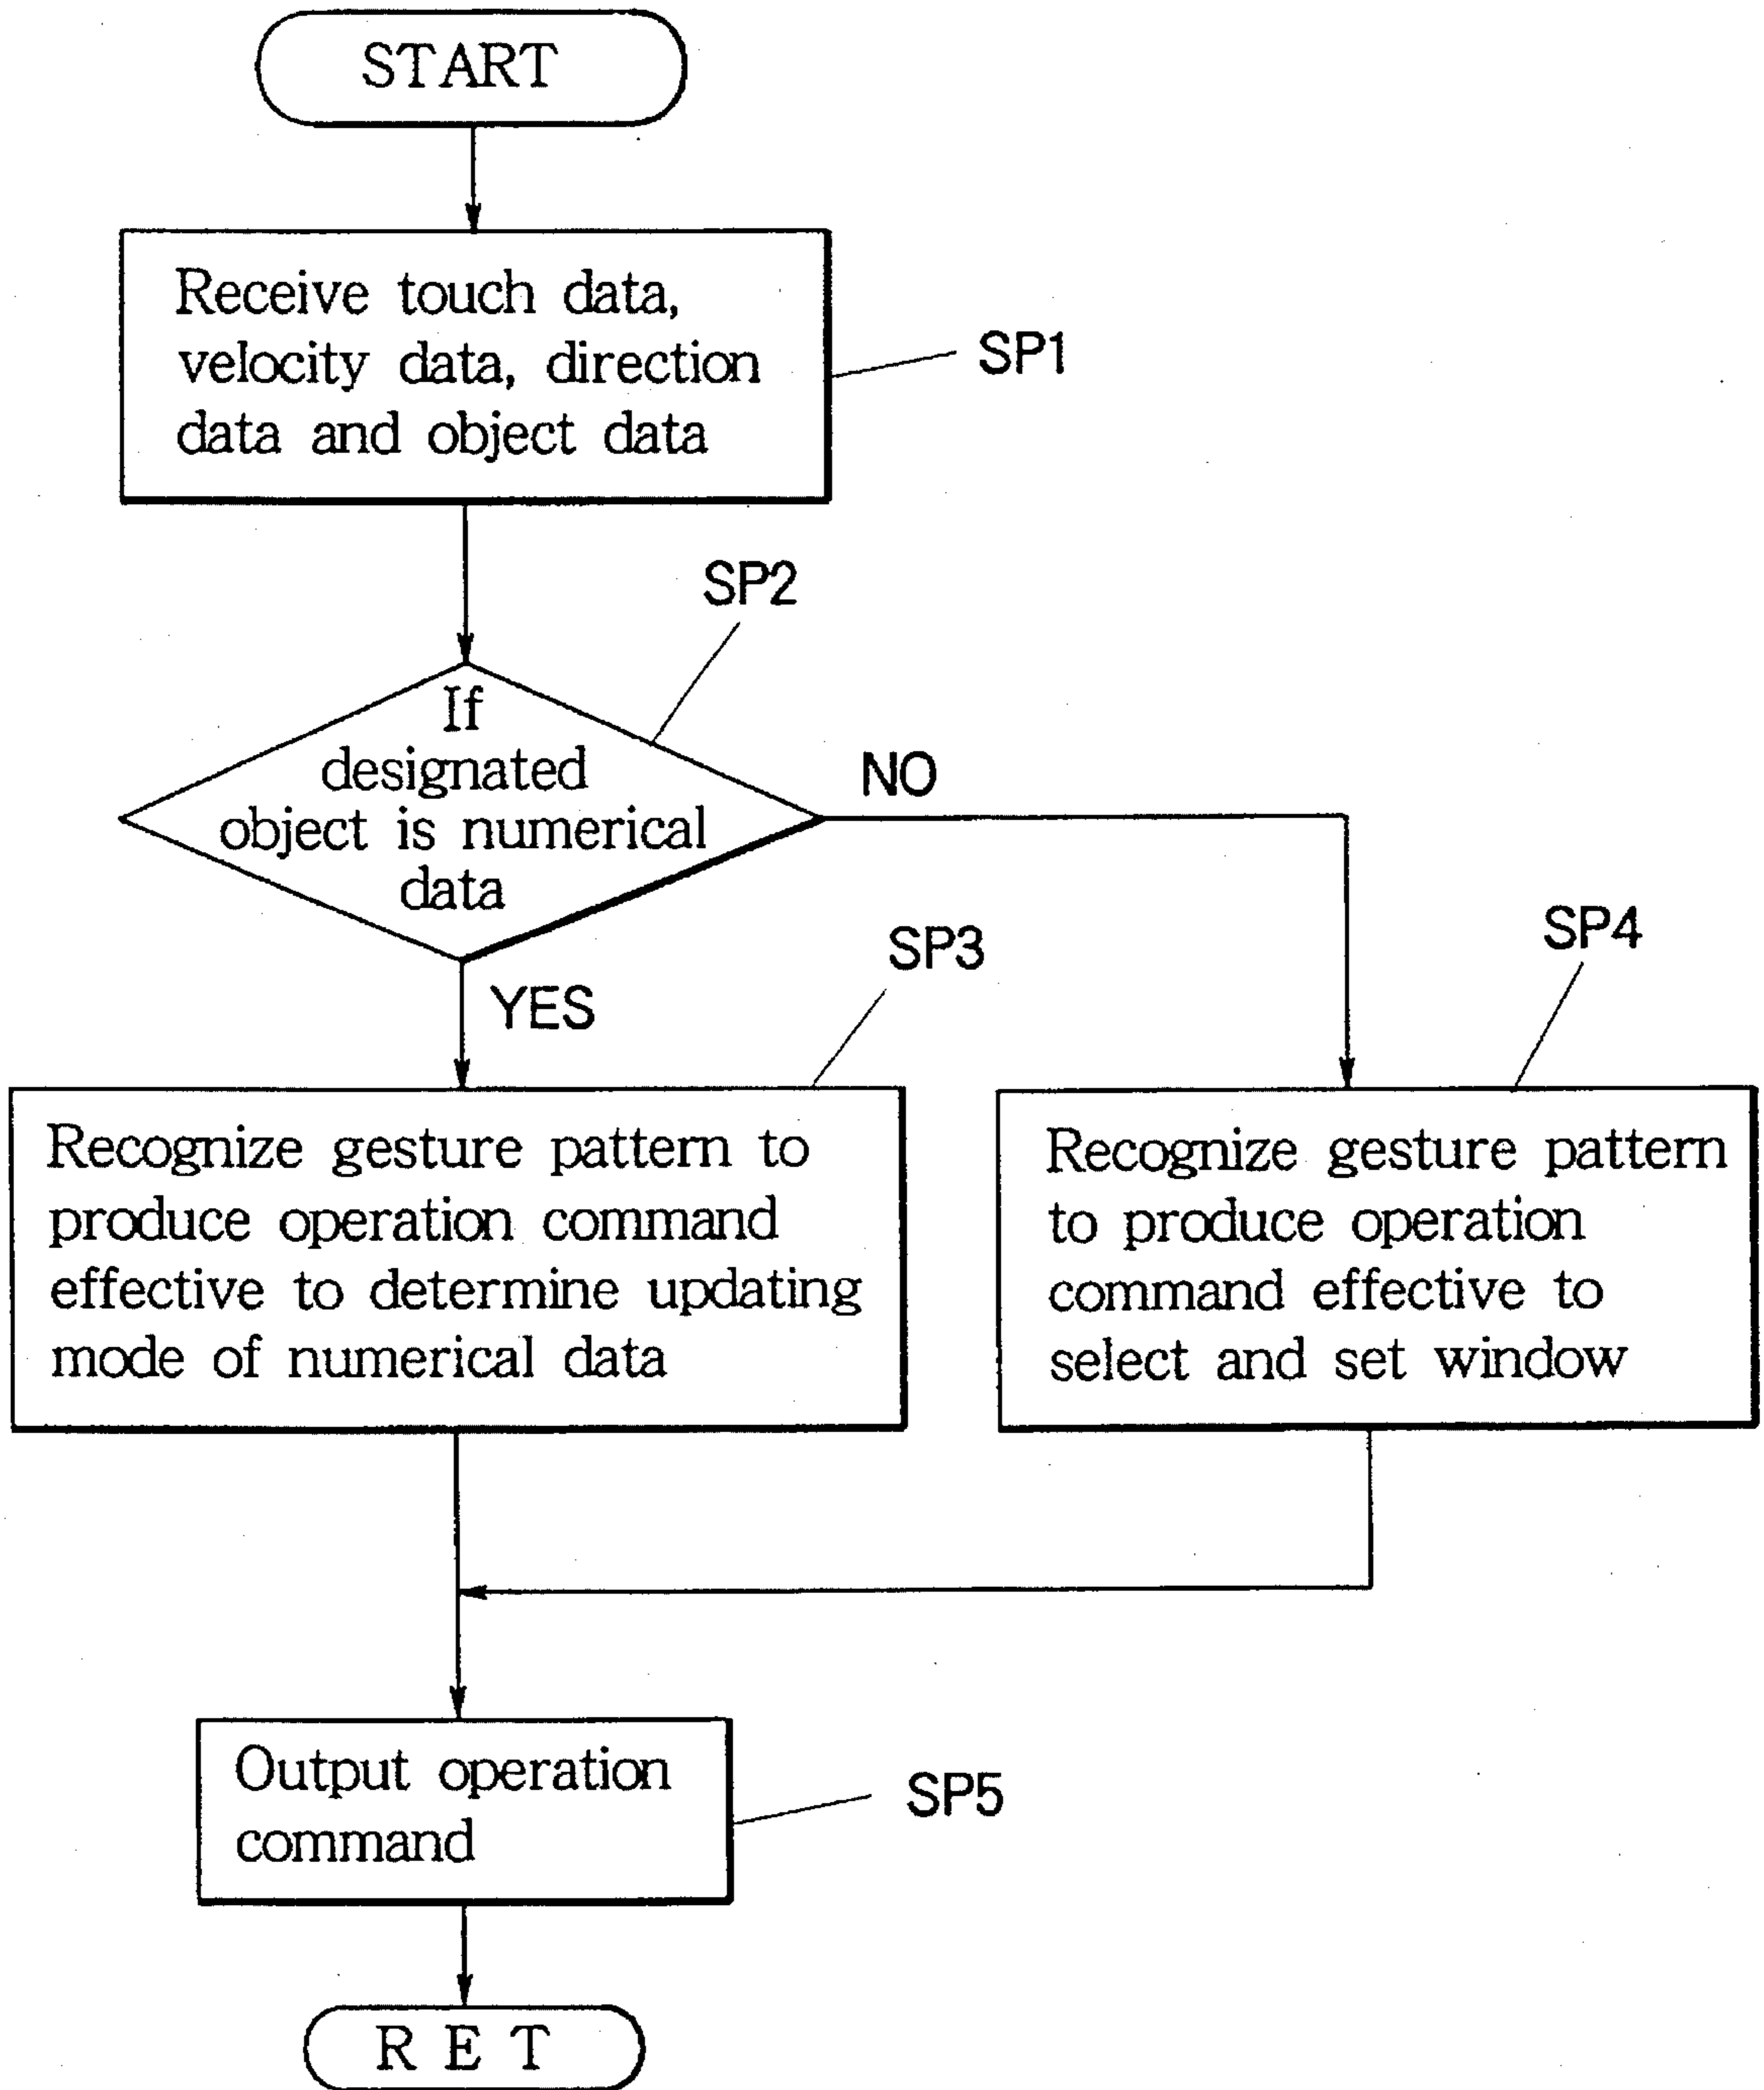 START
Receive touch data,
velocity data, direction
data and object data
SP1
SP2
If
designated
object is numerical
data
NO
YES
SP3
Recognize gesture pattern to
produce operation command
effective to determine updating
mode of numerical data
SP4
Recognize gesture pattern
to produce operation
command effective to
select and set window
Output operation
command
SP5
R E T